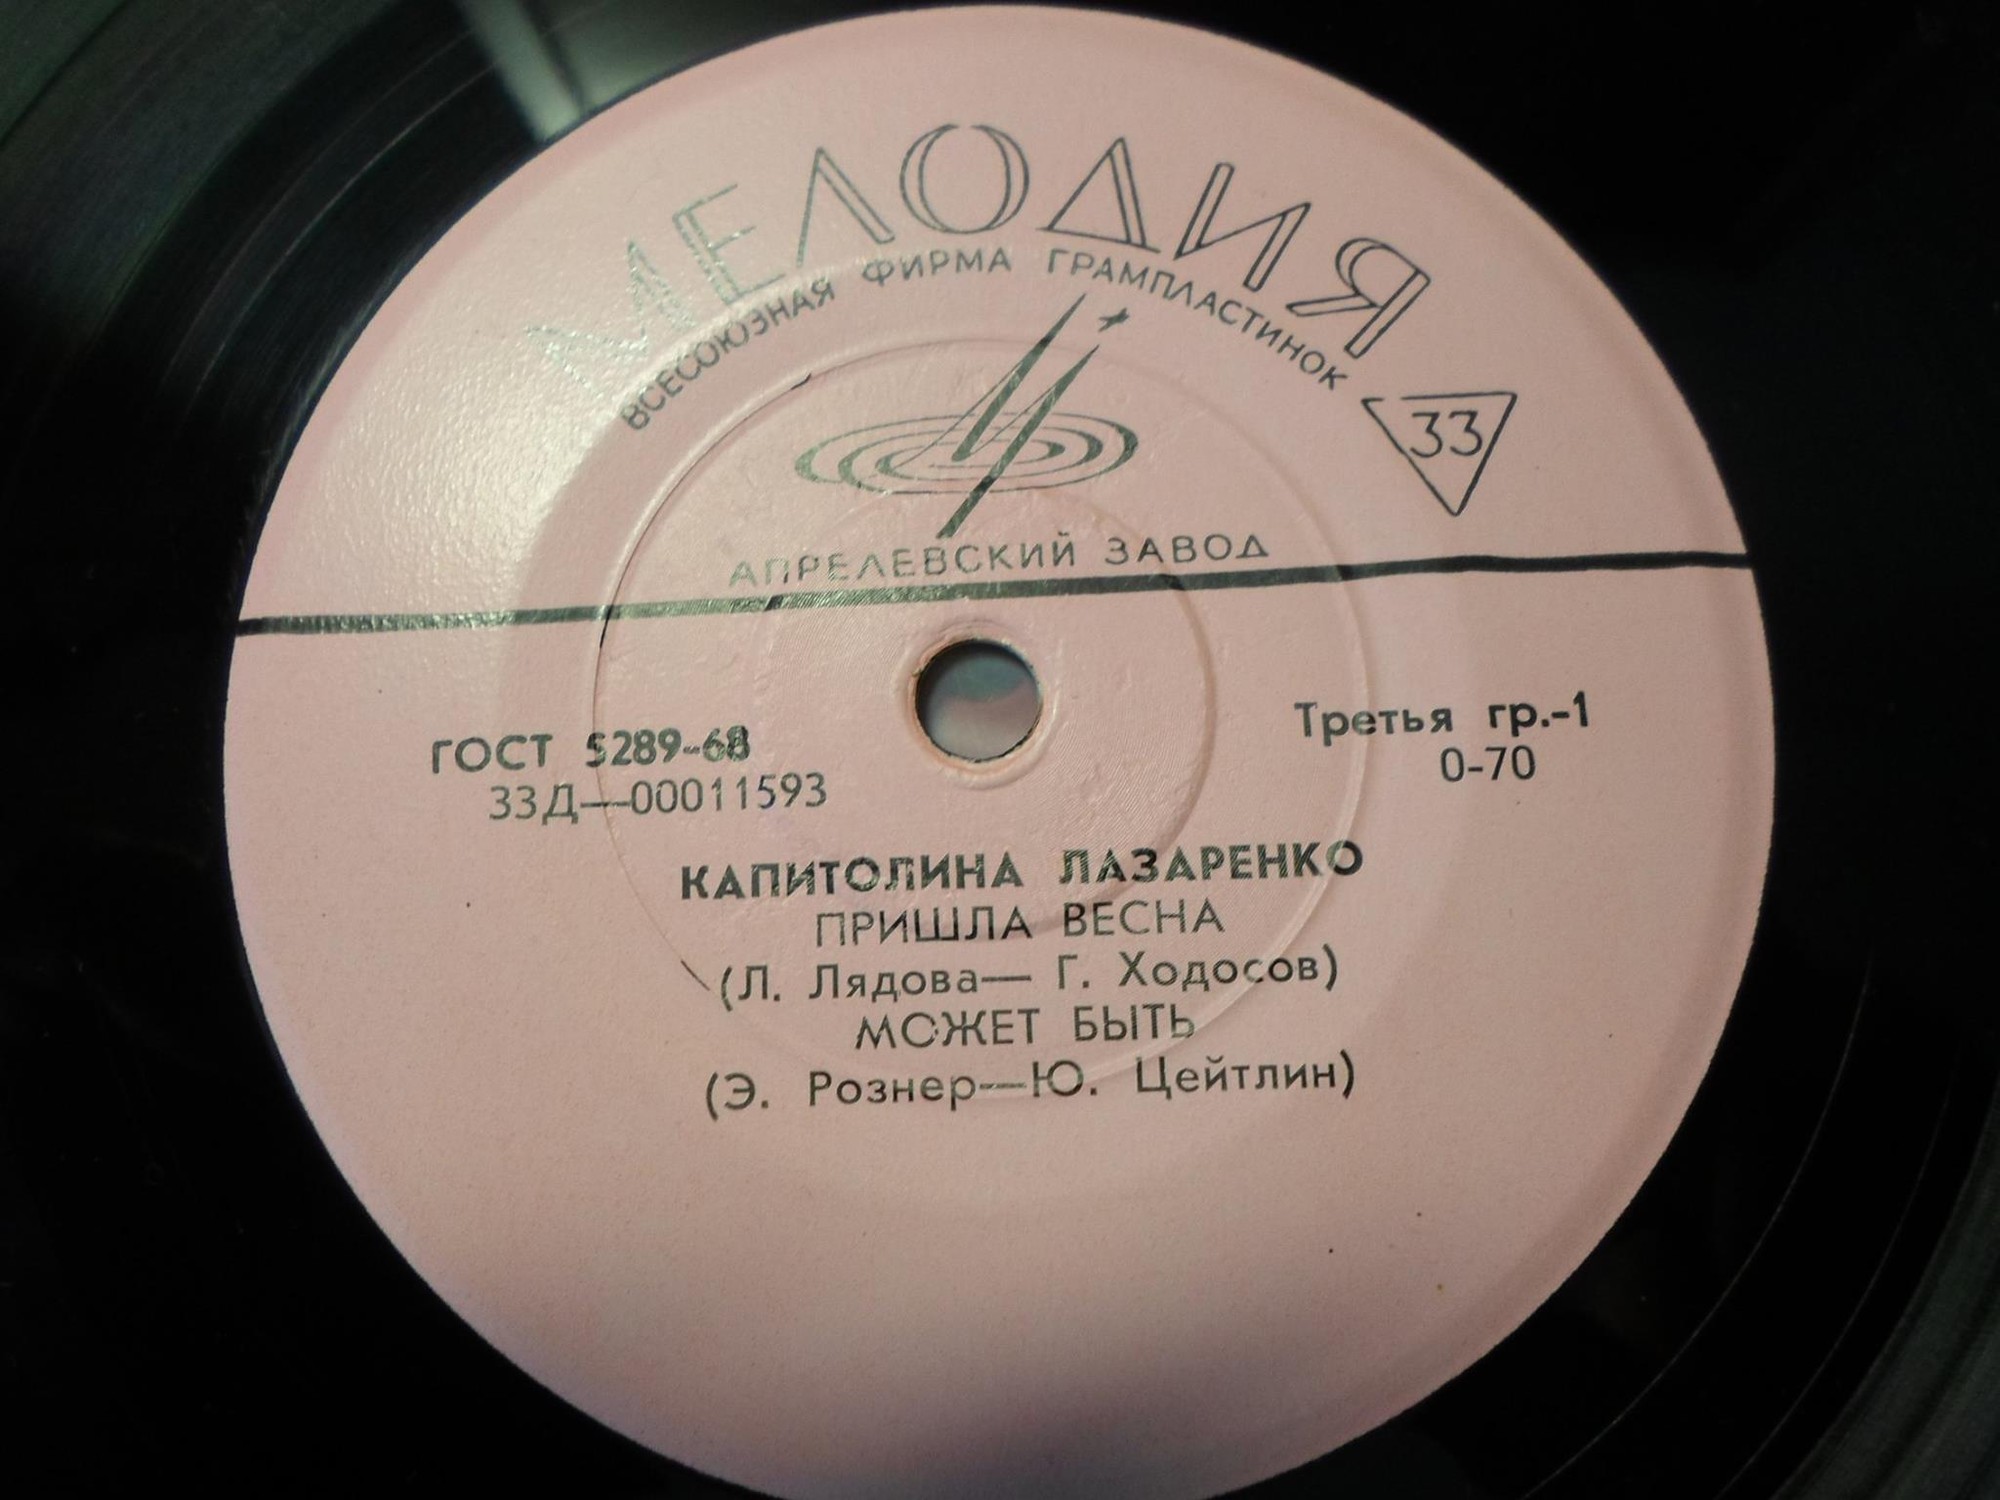 МЕЛОДИЯ
ВСЕСОЮЗНАЯ ФИРМА ГРАМПЛАСТИНОК
33
АПРЕЛЕВСКИЙ ЗАВОД
ГОСТ 5289-68
33Д—00011593
Третья гр.-1
0-70
КАПИТОЛИНА ЛАЗАРЕНКО
ПРИШЛА ВЕСНА
(Л. Лядова— Г. Ходосов)
МОЖЕТ БЫТЬ
(Э. Рознер—Ю. Цейтлин)